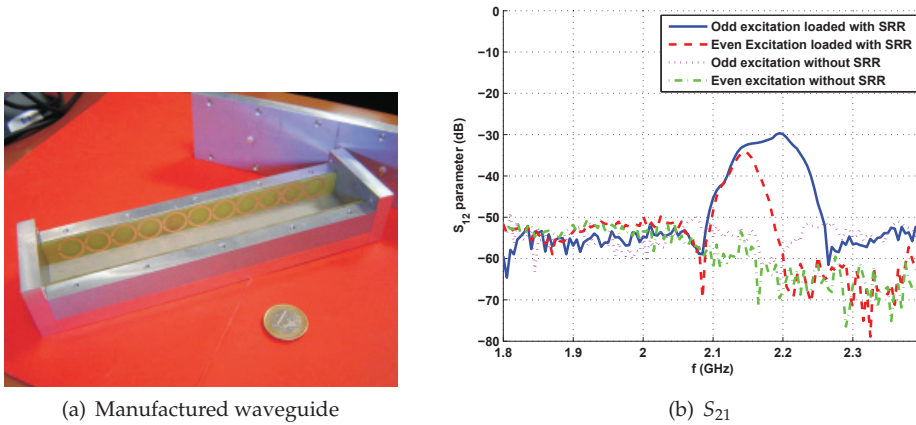 0
−10
−20
−30
−40
−50
−60
−70
−80
S12 parameter (dB)
1.8
1.9
2
2.1
2.2
2.3
f (GHz)
Odd excitation loaded with SRR
Even Excitation loaded with SRR
Odd excitation without SRR
Even excitation without SRR
(a) Manufactured waveguide
(b) S21